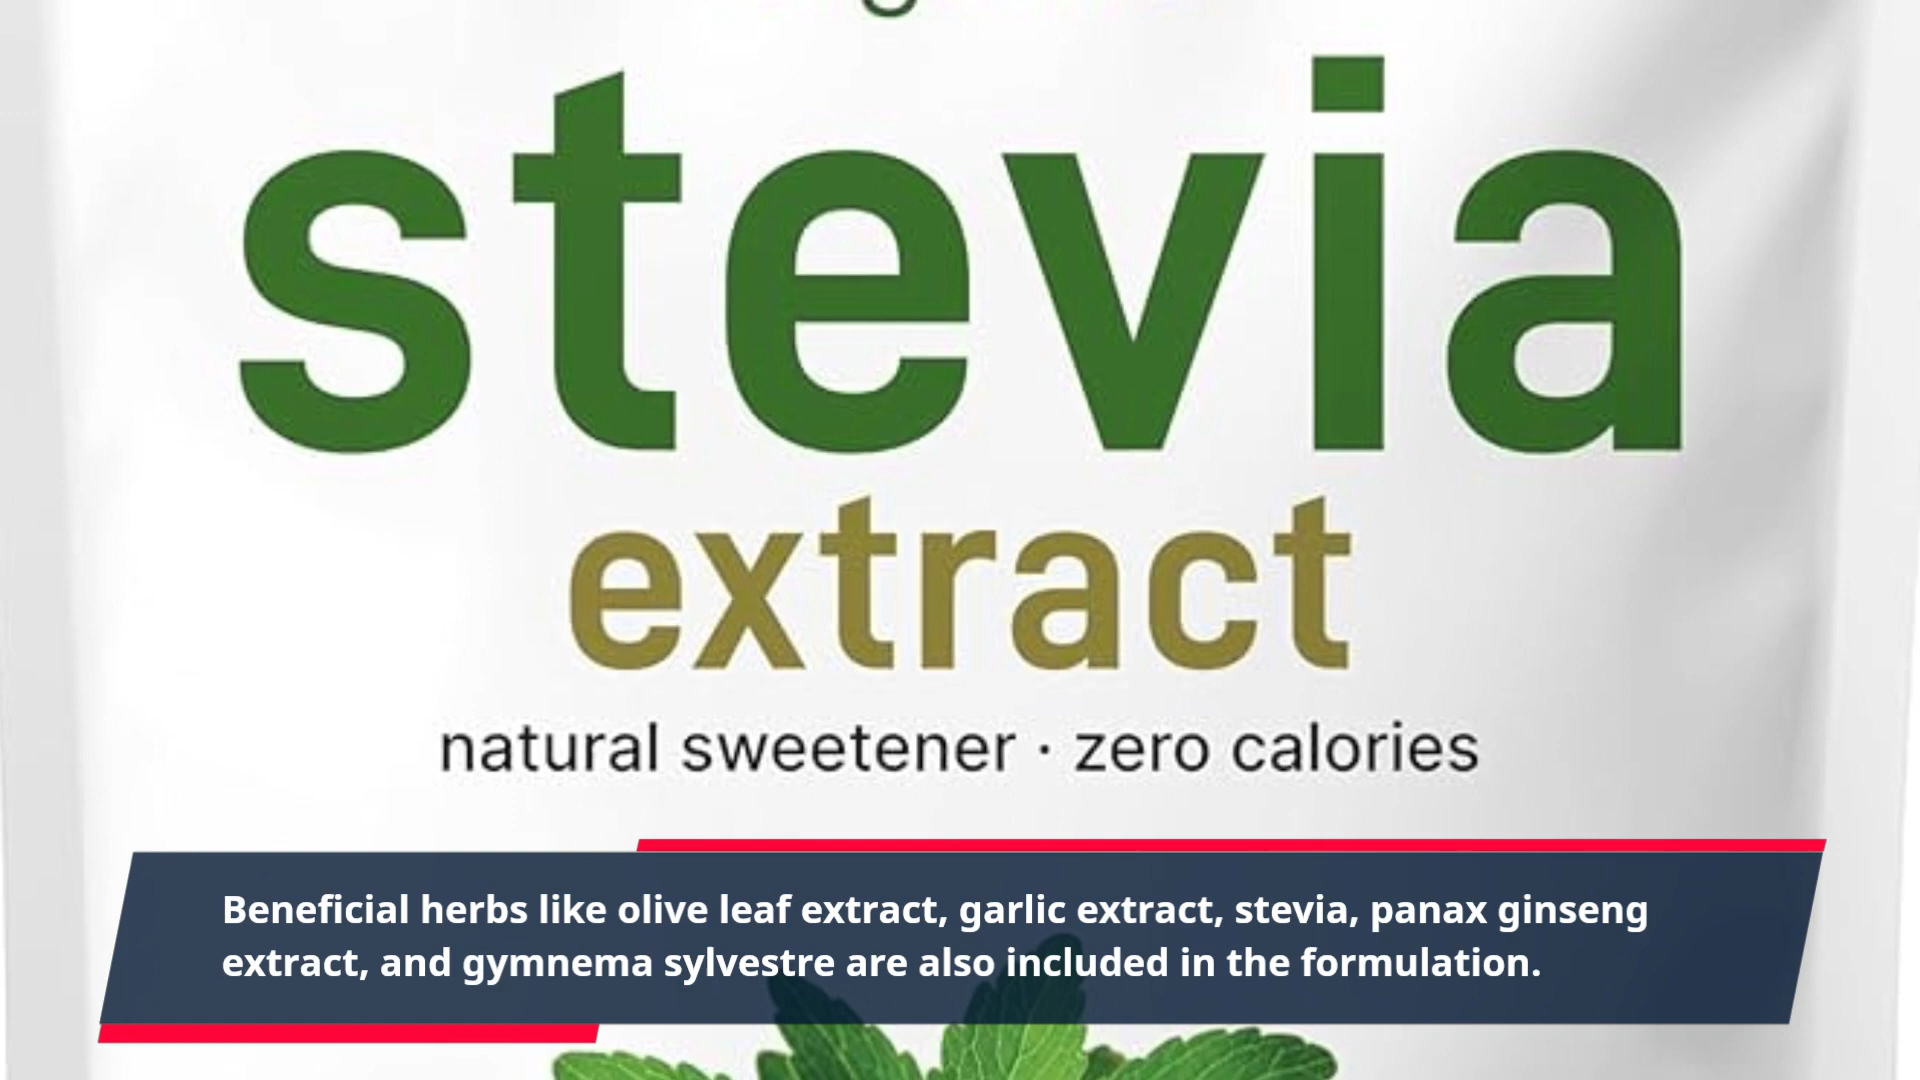 stevia
extract
natural sweetener · zero calories
Beneficial herbs like olive leaf extract, garlic extract, stevia, panax ginseng
extract, and gymnema sylvestre are also included in the formulation.